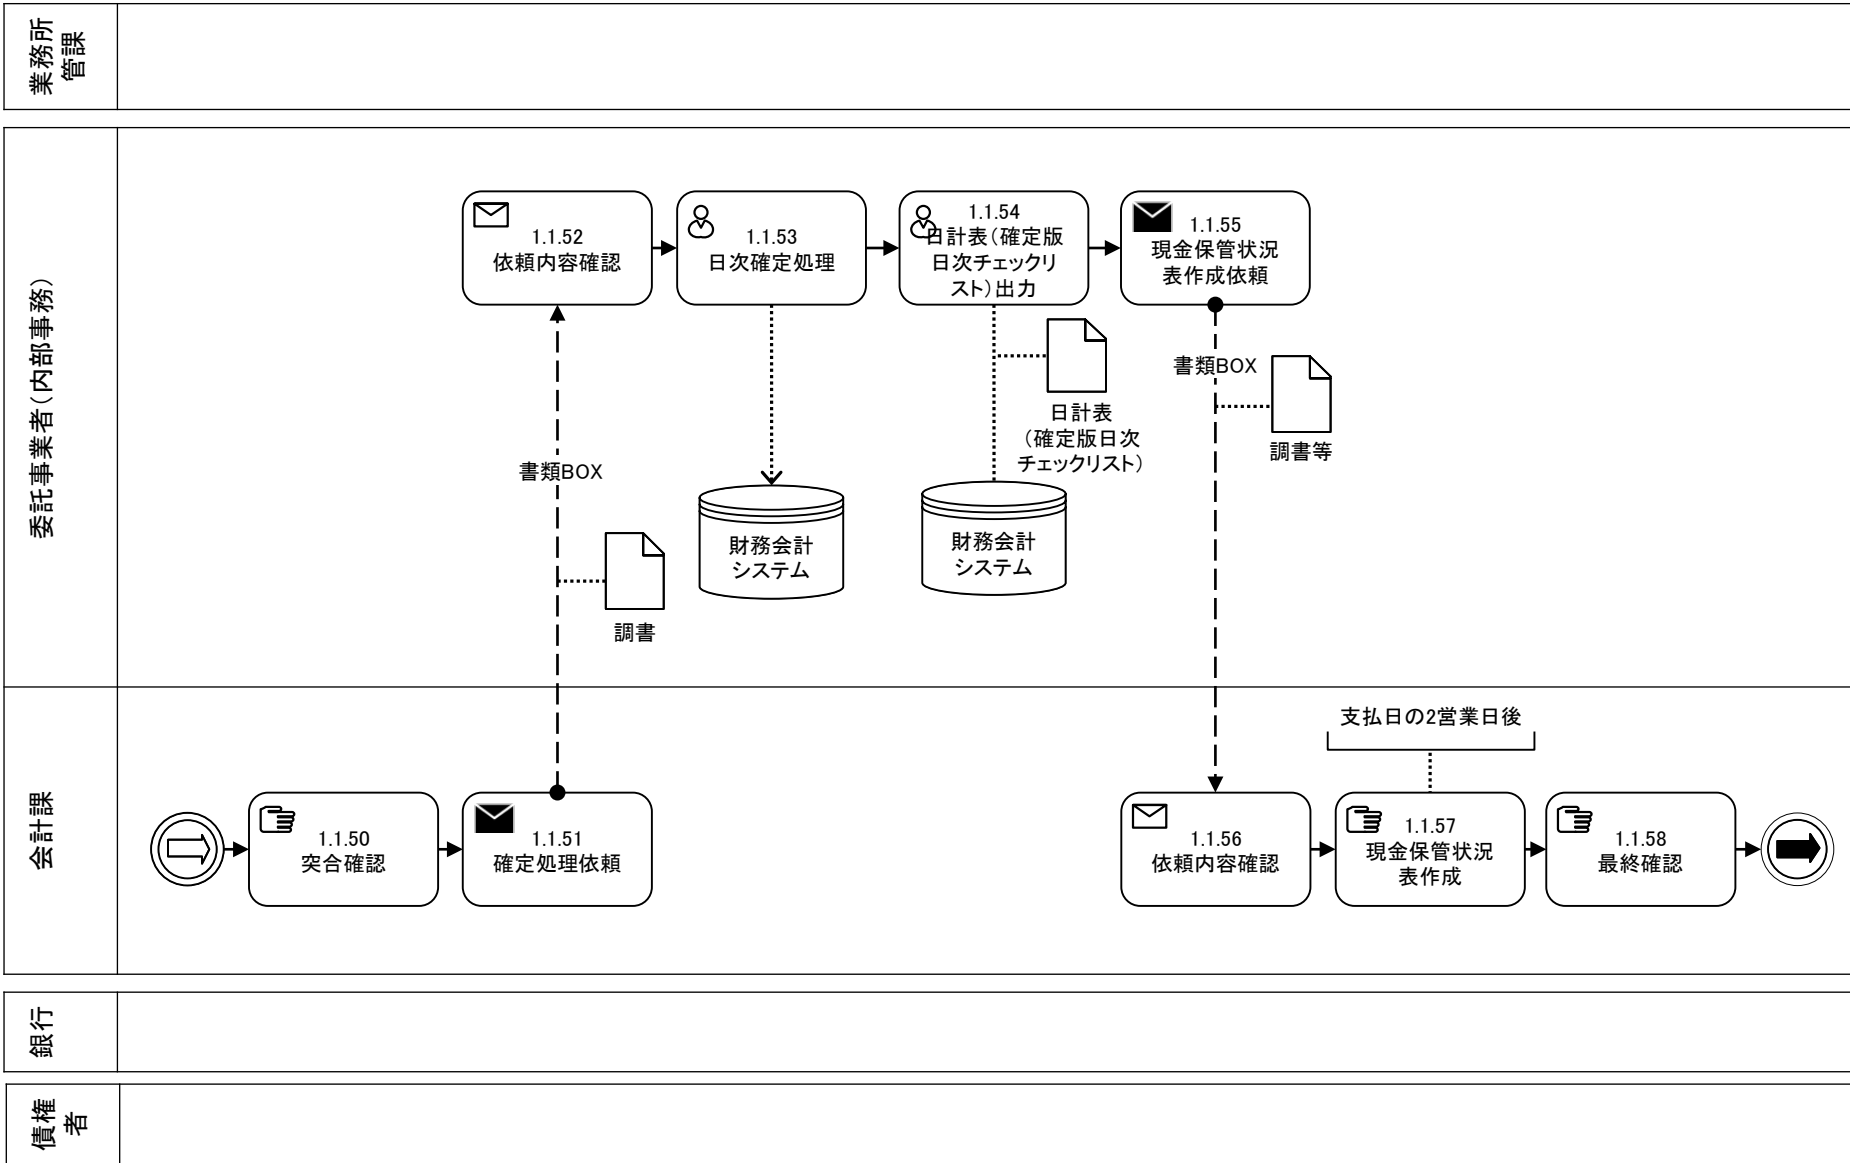 業務所
管課
委託事業者（内部事務）
1.1.52
依頼内容確認
1.1.53
日次確定処理
1.1.54
日計表（確定版
日次チェックリ
スト）出力
1.1.55
現金保管状況
表作成依頼
書類BOX
調書
財務会計
システム
日計表
（確定版日次
チェックリスト）
財務会計
システム
書類BOX
調書等
会計課
1.1.50
突合確認
1.1.51
確定処理依頼
支払日の2営業日後
1.1.56
依頼内容確認
1.1.57
現金保管状況
表作成
1.1.58
最終確認
銀行
債権
者